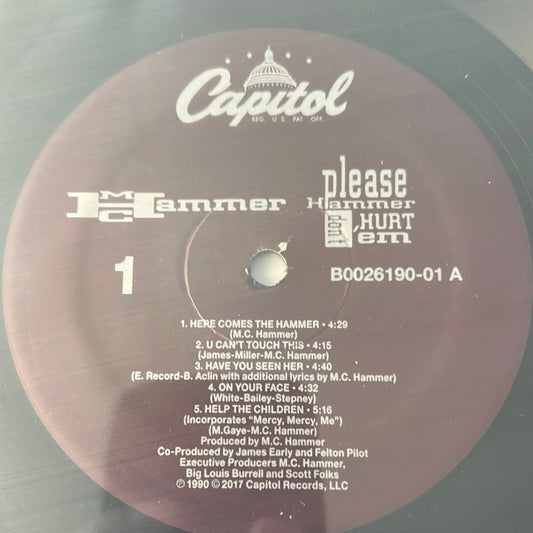 Capitol
REG. U.S. PAT. OFF.
MC Hammer
please
Hammer
don't HURT
'em
1
B0026190-01 A
1. HERE COMES THE HAMMER • 4:29
(M.C. Hammer)
2. U CAN'T TOUCH THIS • 4:15
(James-Miller-M.C. Hammer)
3. HAVE YOU SEEN HER • 4:40
(E. Record-B. Aclin with additional lyrics by M.C. Hammer)
4. ON YOUR FACE • 4:32
(White-Bailey-Stepney)
5. HELP THE CHILDREN • 5:16
(Incorporates "Mercy, Mercy, Me")
(M.Gaye-M.C. Hammer)
Produced by M.C. Hammer
Co-Produced by James Early and Felton Pilot
Executive Producers M.C. Hammer,
Big Louis Burrell and Scott Folks
℗ 1990 © 2017 Capitol Records, LLC